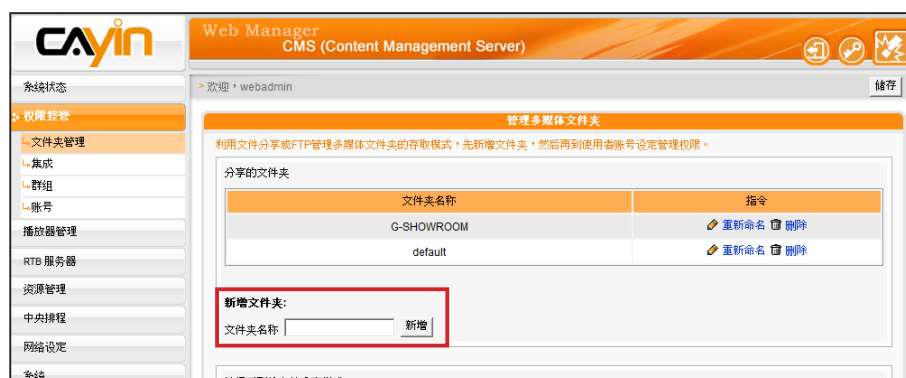 CAYIN
Web Manager
CMS (Content Management Server)
系统状态
权限控管
文件夹管理
集成
群组
账号
播放器管理
RTB 服务器
资源管理
中央排程
网络设定
系统
欢迎，webadmin
储存
管理多媒体文件夹
利用文件分享或FTP管理多媒体文件夹的存取模式，先新增文件夹，然后再到使用者账号设定管理权限。
分享的文件夹
文件夹名称 指令
G-SHOWROOM 重新命名 删除
default 重新命名 删除
新增文件夹:
文件夹名称 新增